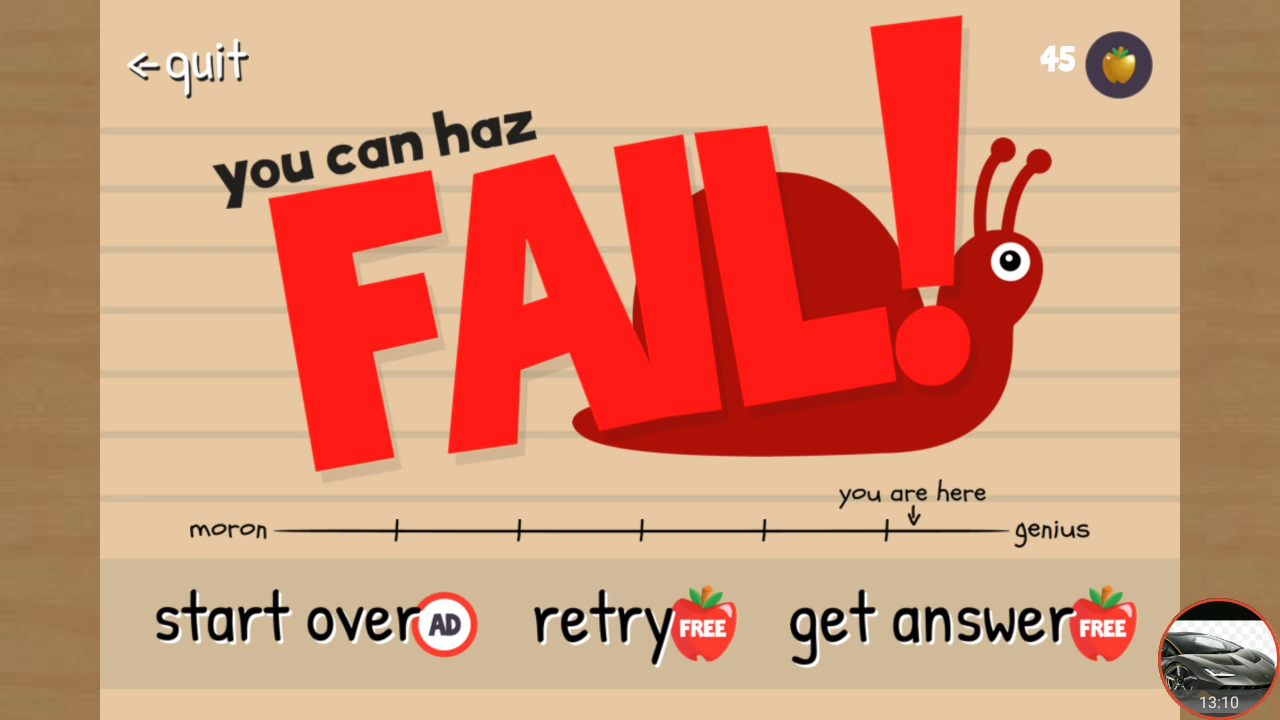 ←quit
45
you can haz
FAIL!
you are here
moron
genius
start over AD
retry FREE
get answer FREE
13:10